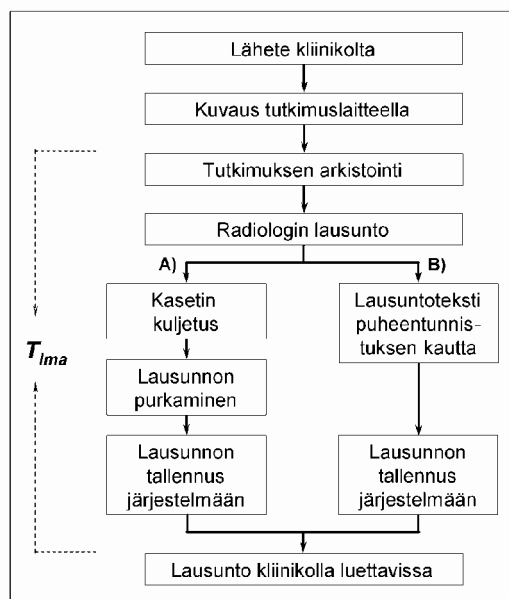 Lähete kliinikolta
Kuvaus tutkimuslaitteella
Tutkimuksen arkistointi
Radiologin lausunto
A)
B)
Kasetin
kuljetus
Lausunnon
purkaminen
Lausunnon
tallennus
järjestelmään
Lausuntoteksti
puheentunnis-
tuksen kautta
Lausunnon
tallennus
järjestelmään
T_lma
Lausunto kliinikolla luettavissa